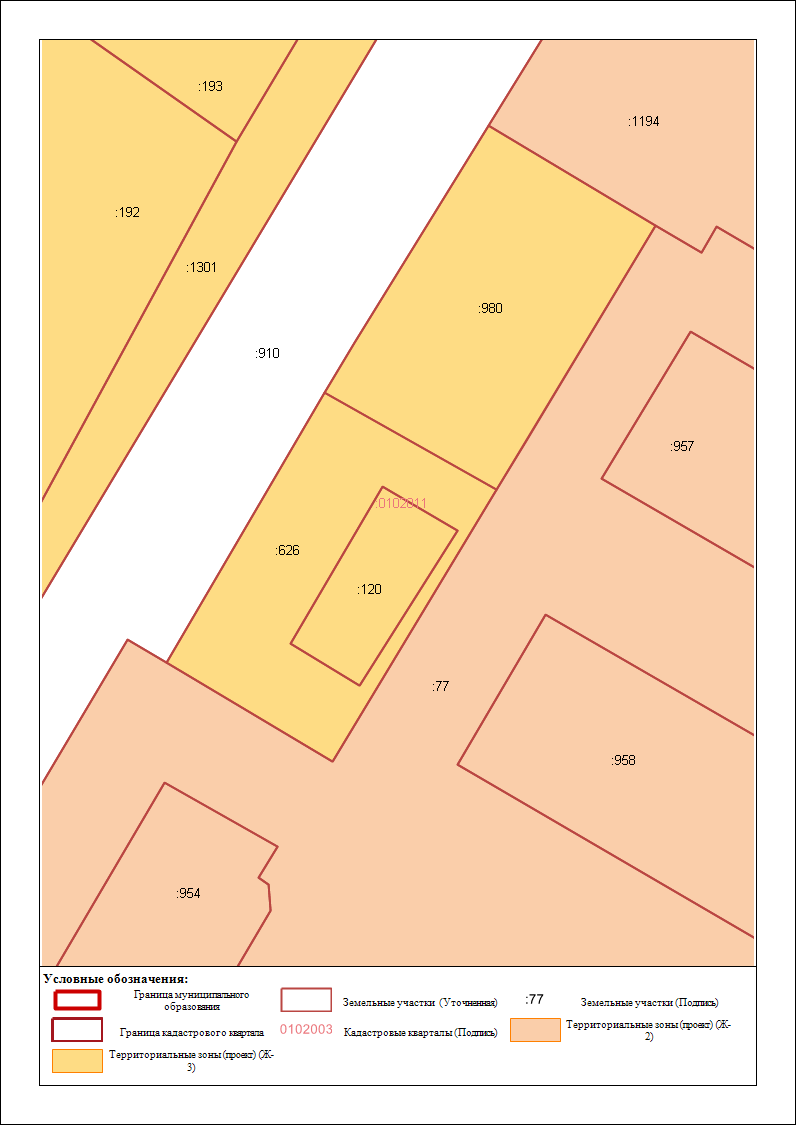 :193
:1194
:192
:1301
:980
:910
:957
:0102011
:626
:120
:77
:958
:954
Условные обозначения:
Граница муниципального
образования
Земельные участки (Уточненная)
:77
Земельные участки (Подпись)
Граница кадастрового квартала
0102003
Кадастровые кварталы (Подпись)
Территориальные зоны (проект) (Ж-
2)
Территориальные зоны (проект) (Ж-
3)